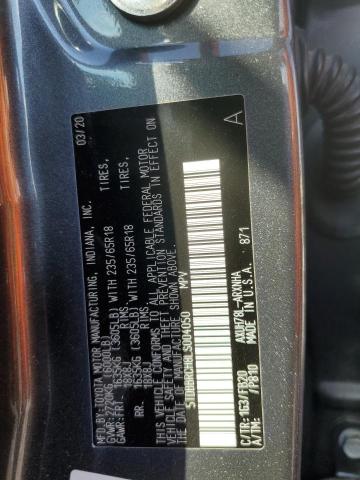 MFD. BY: TOYOTA MOTOR MANUFACTURING, INDIANA, INC. 03/20
GVWR:2720KG (6000LB)
GAWR:FRT. 1635KG (3605LB) WITH 235/65R18 TIRES,
18X8J RIMS
RR. 1635KG (3605LB) WITH 235/65R18 TIRES,
18X8J RIMS
THIS VEHICLE CONFORMS TO ALL APPLICABLE FEDERAL MOTOR
VEHICLE SAFETY AND THEFT PREVENTION STANDARDS IN EFFECT ON
THE DATE OF MANUFACTURE SHOWN ABOVE.
MPV
C/TR:1G3/FB20 AXUH78L-ARXNHA
A/TM: /P810 MADE IN U.S.A. 871
A